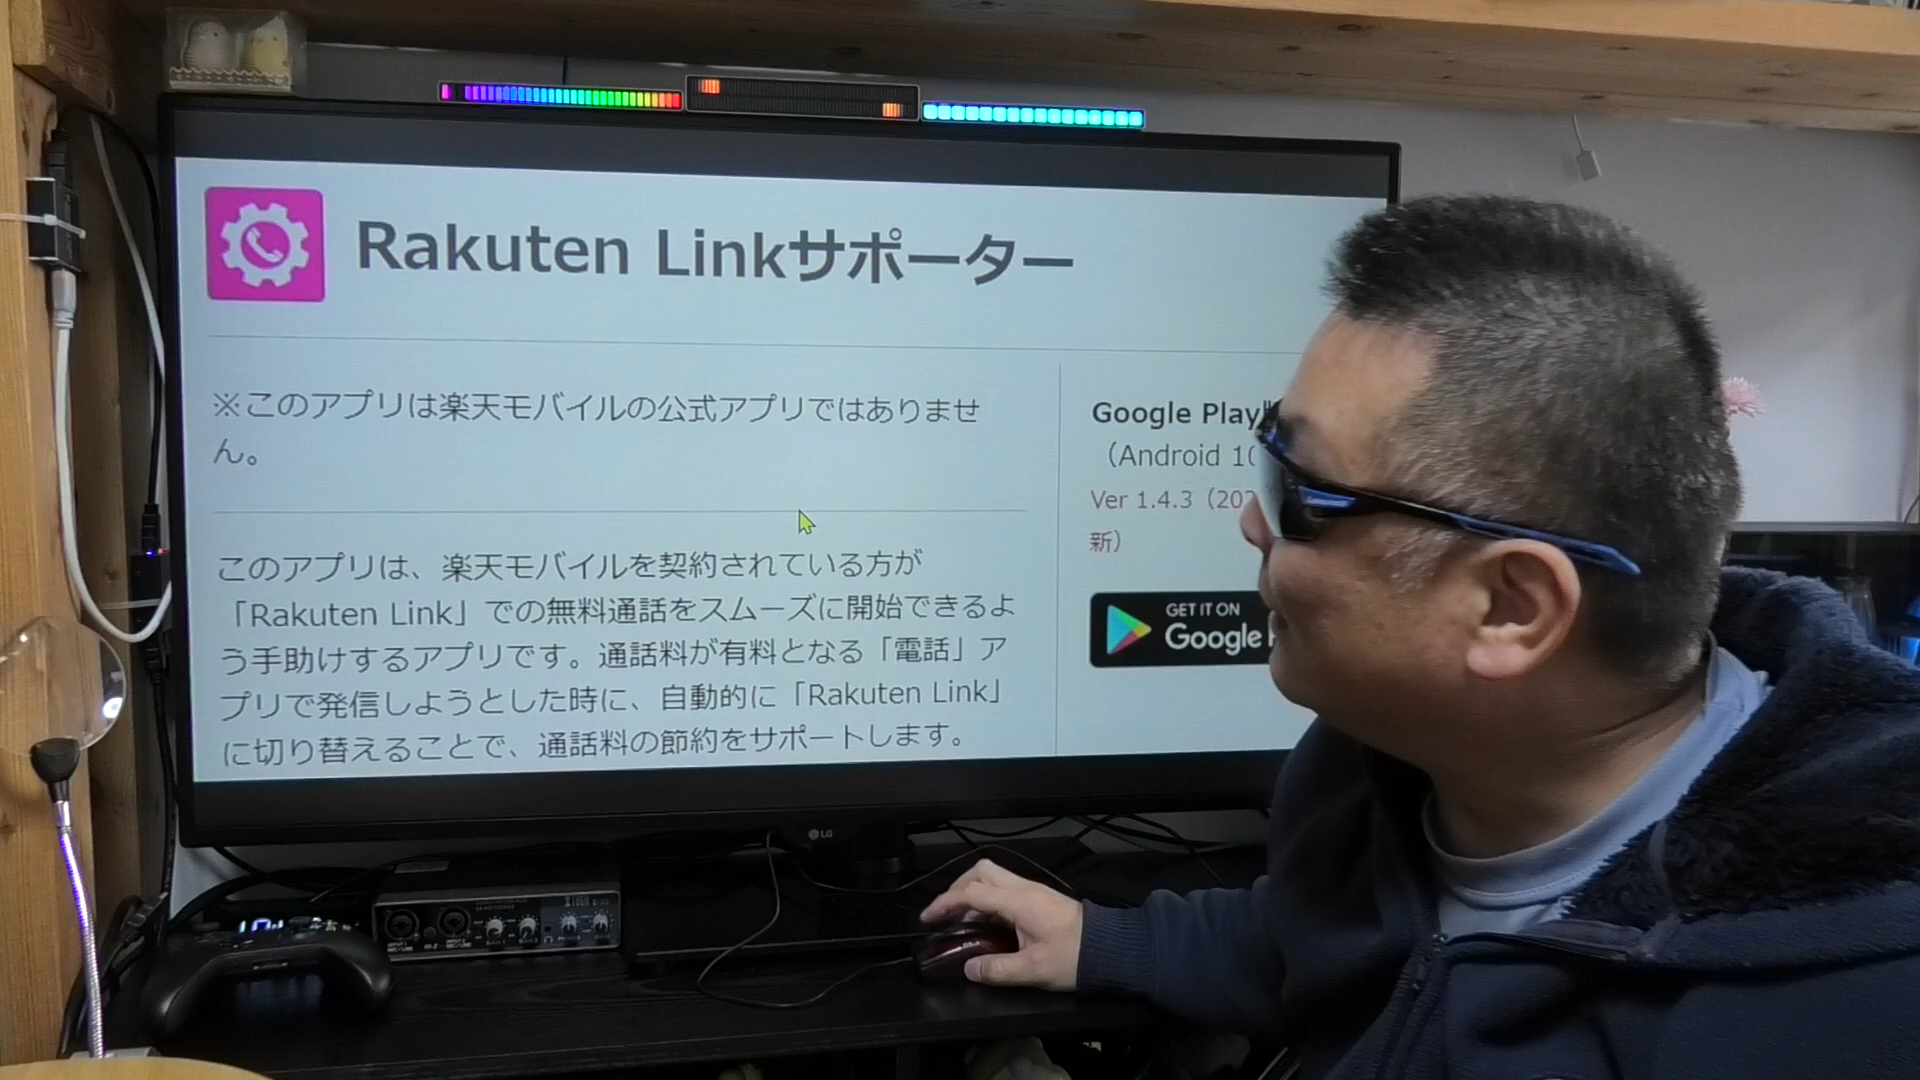 Rakuten Linkサポーター
※このアプリは楽天モバイルの公式アプリではありませ
ん。
このアプリは、楽天モバイルを契約されている方が
「Rakuten Link」での無料通話をスムーズに開始できるよ
う手助けするアプリです。通話料が有料となる「電話」ア
プリで発信しようとした時に、自動的に「Rakuten Link」
に切り替えることで、通話料の節約をサポートします。
Google Play
（Android 1
Ver 1.4.3（202
新）
GET IT ON
Google
LG